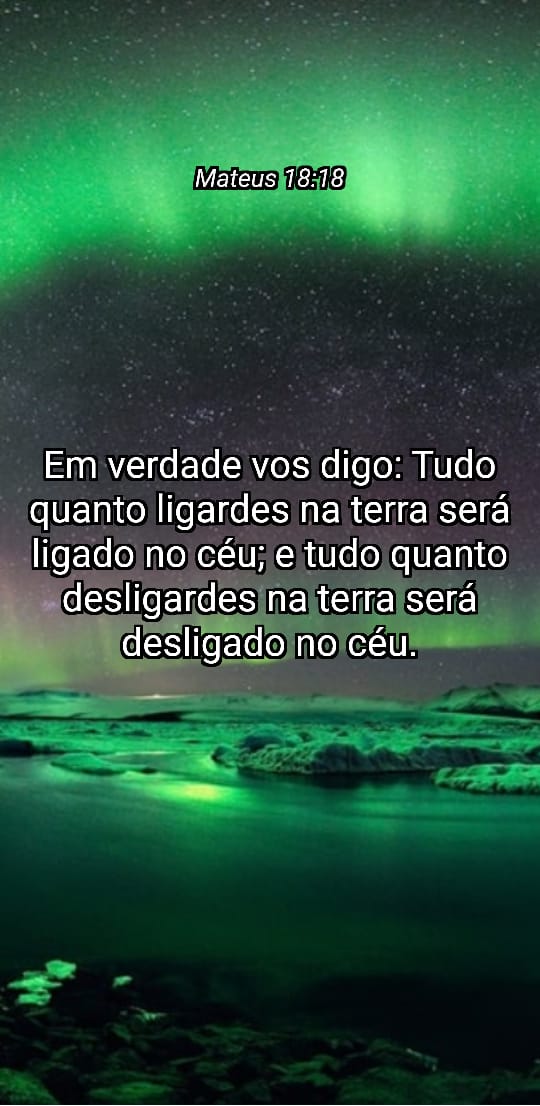 Mateus 18:18
Em verdade vos digo: Tudo
quanto ligardes na terra será
ligado no céu; e tudo quanto
desligardes na terra será
desligado no céu.